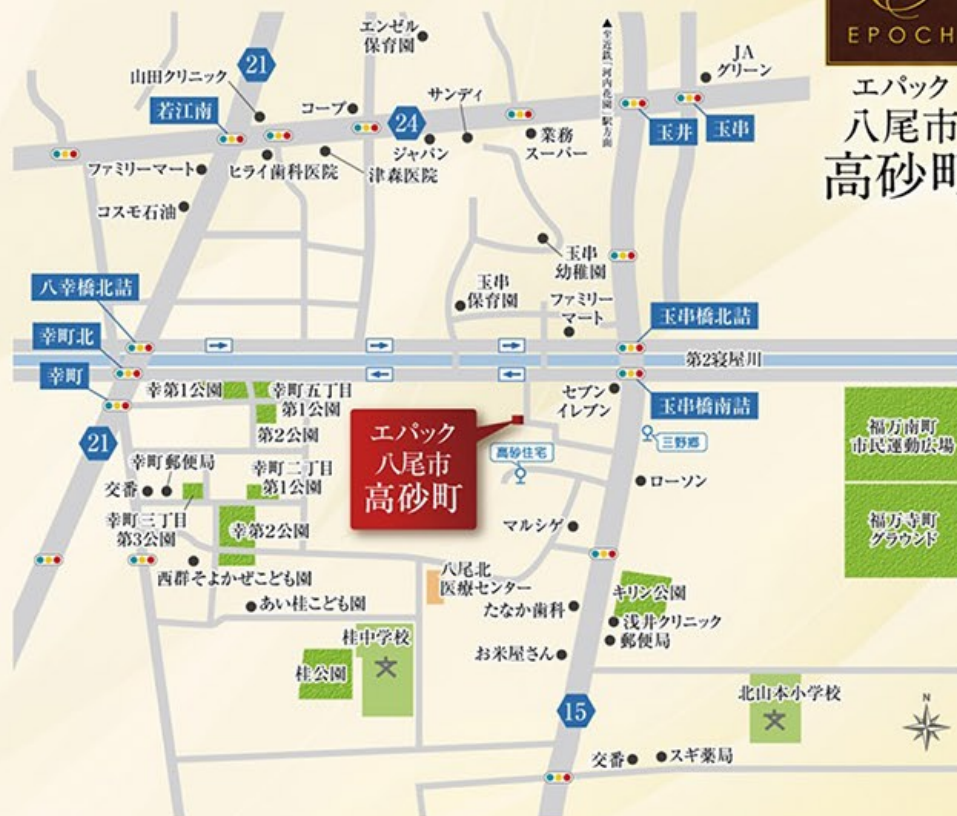 エンゼル
保育園
21
山田クリニック
若江南
コープ
24
サンディ
▲至近鉄「河内花園」駅方面
JA
グリーン
EPOCH
エパック
八尾市
高砂町
玉井
玉串
業務
スーパー
ジャパン
ファミリーマート
ヒライ歯科医院
津森医院
コスモ石油
玉串
幼稚園
玉串
保育園
ファミリー
マート
八幸橋北詰
幸町北
幸町
玉串橋北詰
第2寝屋川
玉串橋南詰
セブン
イレブン
幸第1公園
幸町五丁目
第1公園
第2公園
エパック
八尾市
高砂町
高砂住宅
三野郷
福万南町
市民運動広場
福万寺町
グラウンド
21
幸町郵便局
交番
幸町二丁目
第1公園
幸町三丁目
第3公園
幸第2公園
ローソン
マルシゲ
西群そよかぜこども園
あい桂こども園
八尾北
医療センター
たなか歯科
キリン公園
浅井クリニック
郵便局
お米屋さん
桂中学校
桂公園
15
北山本小学校
N
交番
スギ薬局